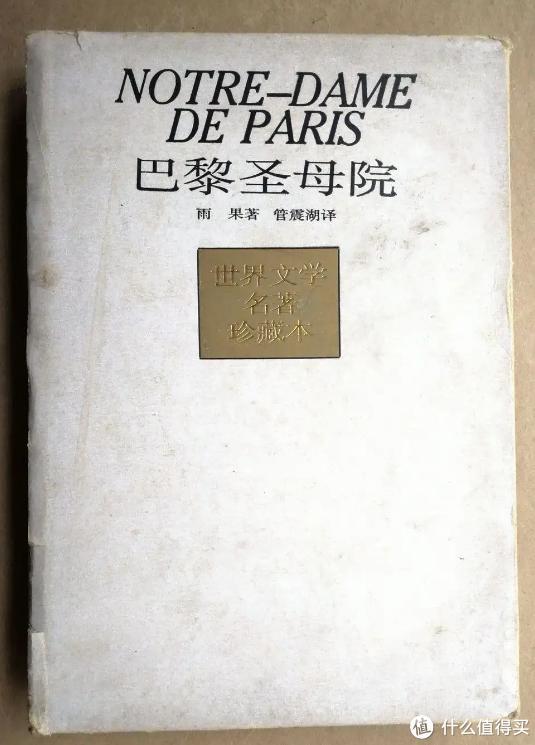 NOTRE–DAME
DE PARIS
巴黎圣母院
雨 果著 管震湖译
世界文学
名著
珍藏本
值 什么值得买